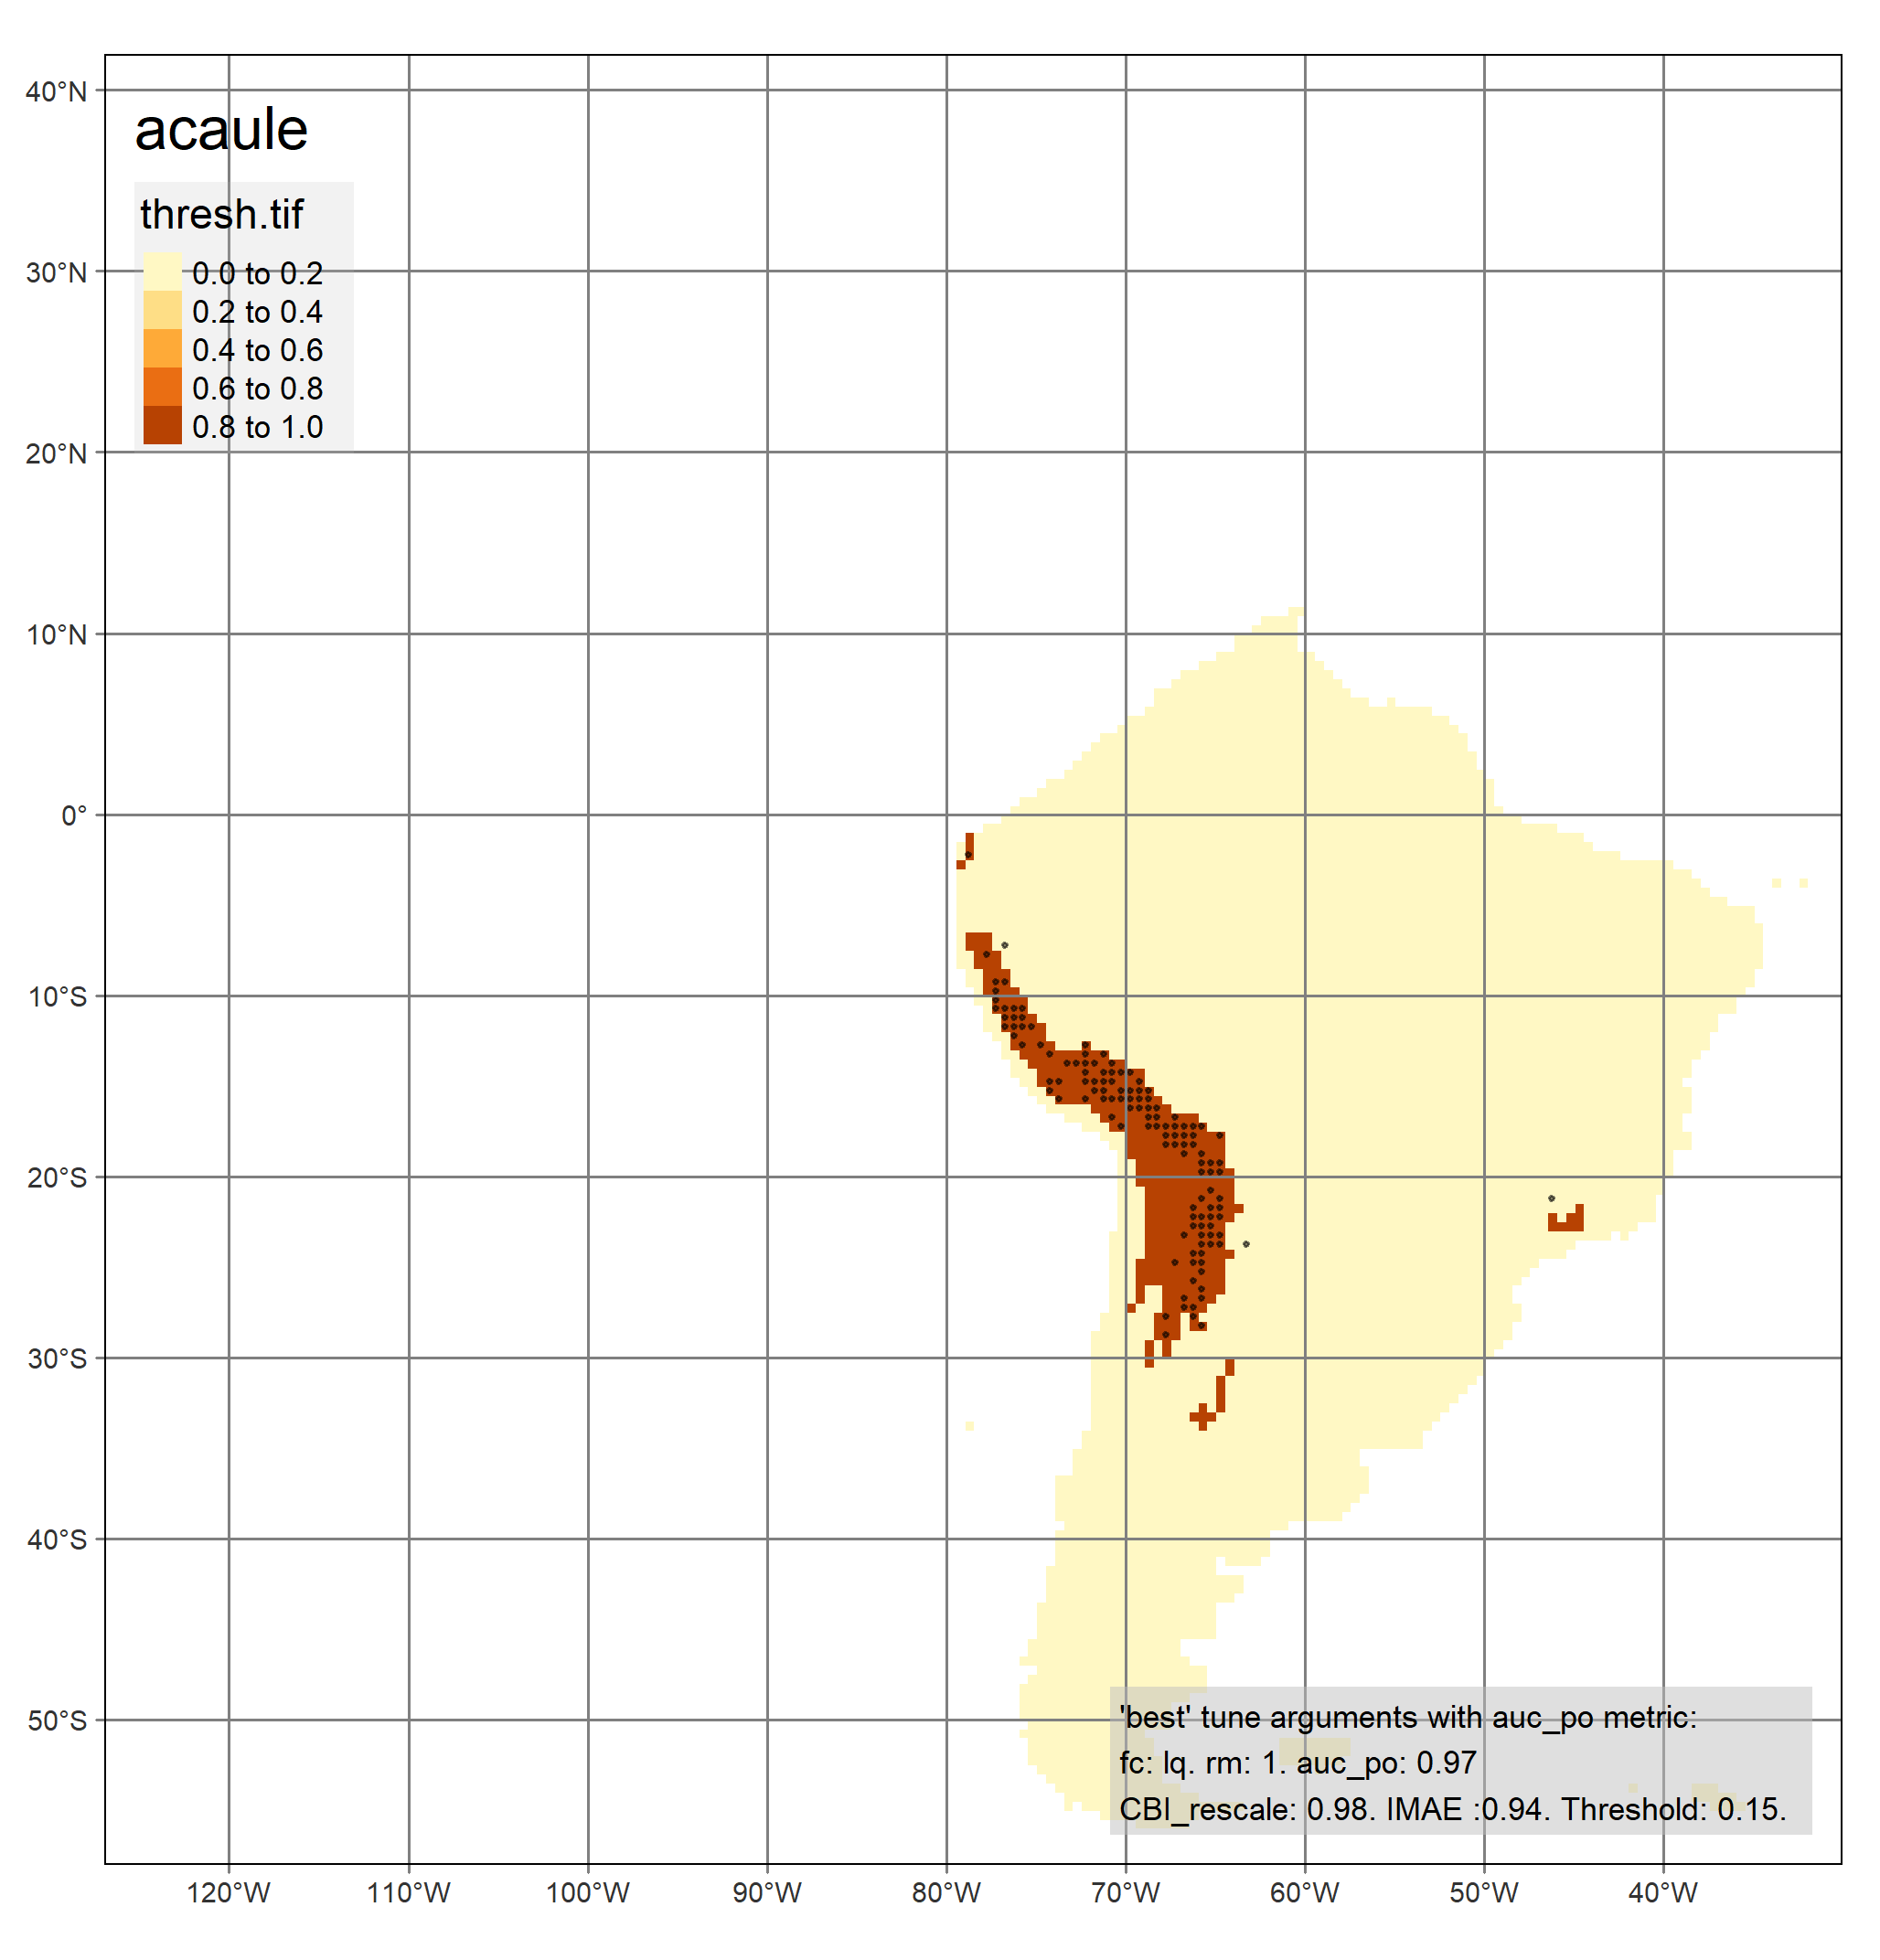 acaule
thresh.tif
0.0 to 0.2
0.2 to 0.4
0.4 to 0.6
0.6 to 0.8
0.8 to 1.0
40°N
30°N
20°N
10°N
0°
10°S
20°S
30°S
40°S
50°S
'best' tune arguments with auc_po metric:
fc: lq. rm: 1. auc_po: 0.97
CBI_rescale: 0.98. IMAE :0.94. Threshold: 0.15.
120°W 110°W 100°W 90°W 80°W 70°W 60°W 50°W 40°W